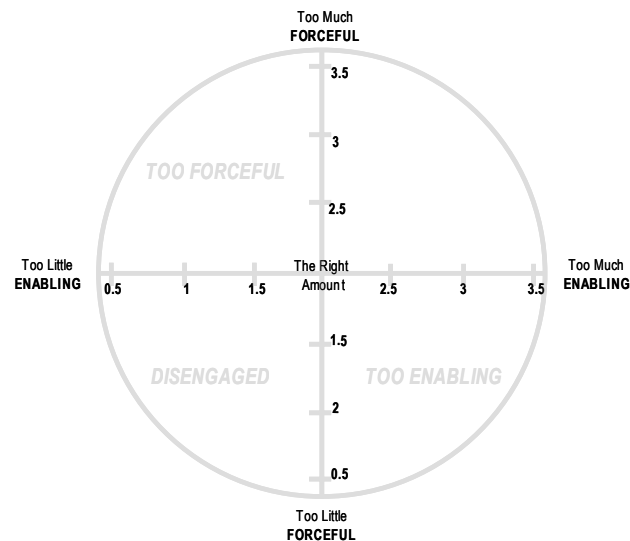 Too Much
FORCEFUL
3.5
3
TOO FORCEFUL
2.5
Too Little
ENABLING
The Right
Amount
Too Much
ENABLING
0.5
1
1.5
2.5
3
3.5
1.5
DISENGAGED
TOO ENABLING
2
0.5
Too Little
FORCEFUL